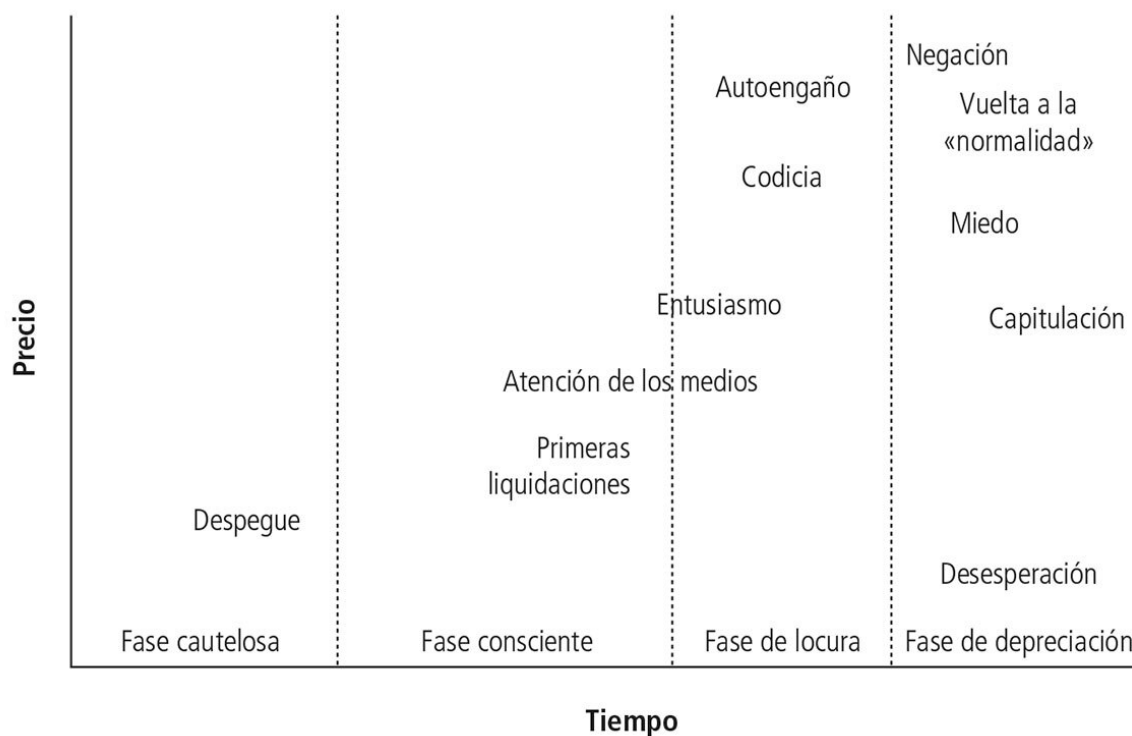 Negación
Autoengaño
Vuelta a la
«normalidad»
Codicia
Miedo
Entusiasmo
Capitulación
Atención de los medios
Primeras
liquidaciones
Despegue
Desesperación
Fase cautelosa
Fase consciente
Fase de locura
Fase de depreciación
Precio
Tiempo